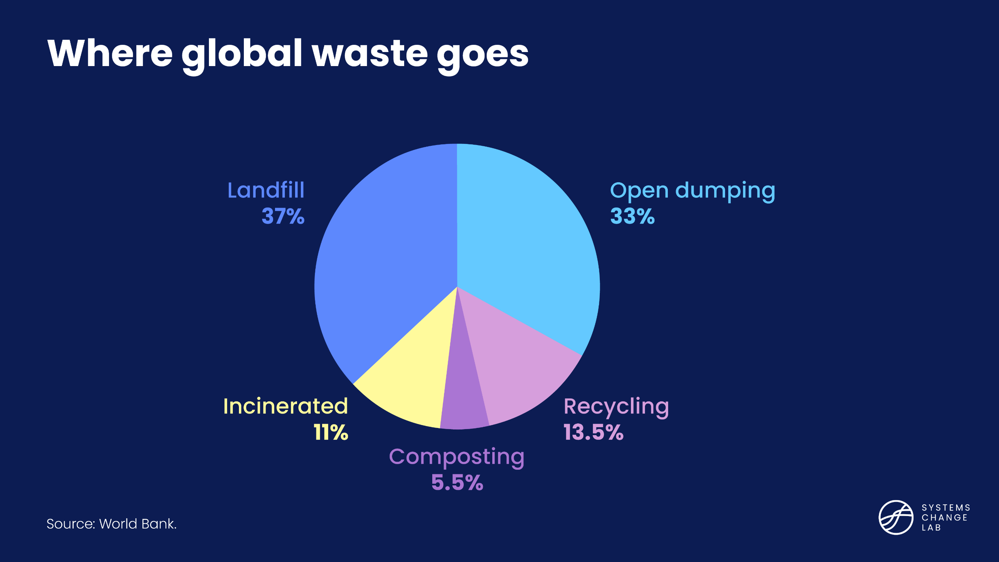 Where global waste goes
Landfill
37%
Open dumping
33%
Incinerated
11%
Recycling
13.5%
Composting
5.5%
Source: World Bank.
SYSTEMS
CHANGE
LAB